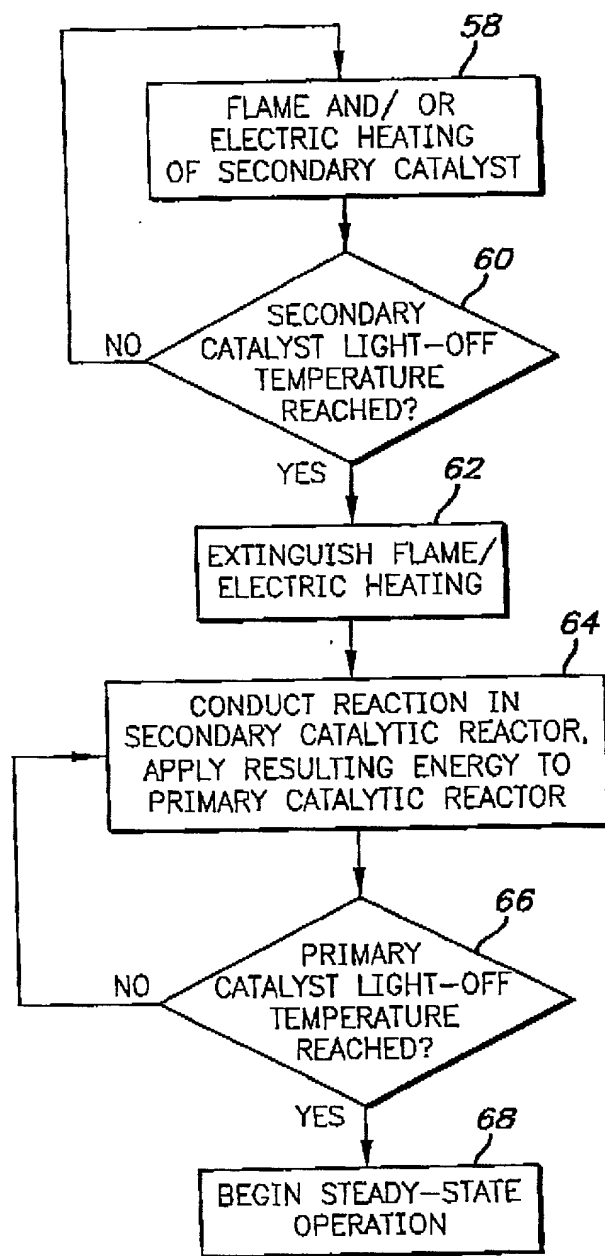 58
FLAME AND/ OR
ELECTRIC HEATING
OF SECONDARY CATALYST
60
SECONDARY
CATALYST LIGHT-OFF
TEMPERATURE
REACHED?
NO
YES
62
EXTINGUISH FLAME/
ELECTRIC HEATING
64
CONDUCT REACTION IN
SECONDARY CATALYTIC REACTOR,
APPLY RESULTING ENERGY TO
PRIMARY CATALYTIC REACTOR
66
PRIMARY
CATALYST LIGHT-OFF
TEMPERATURE
REACHED?
NO
YES
68
BEGIN STEADY-STATE
OPERATION